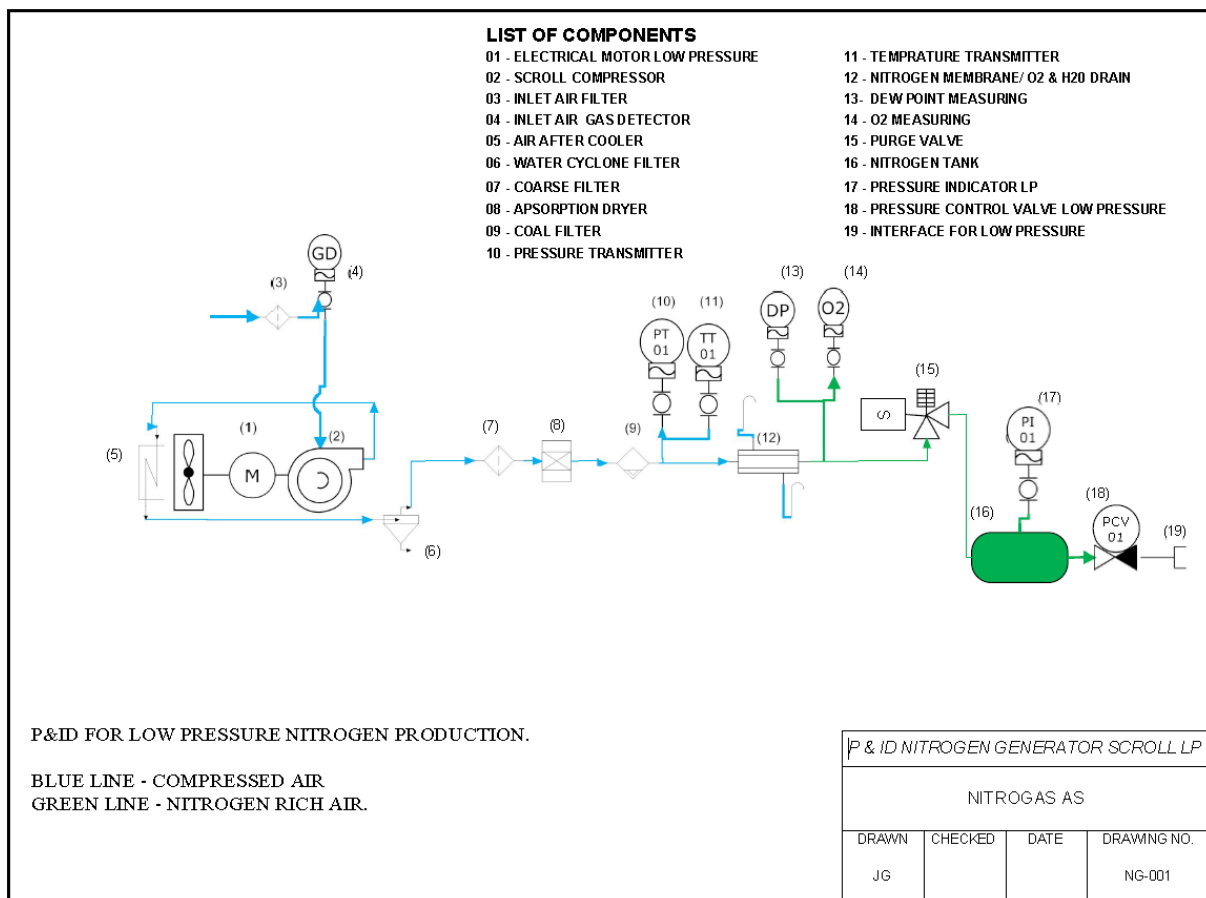 LIST OF COMPONENTS
01 - ELECTRICAL MOTOR LOW PRESSURE
02 - SCROLL COMPRESSOR
03 - INLET AIR FILTER
04 - INLET AIR GAS DETECTOR
05 - AIR AFTER COOLER
06 - WATER CYCLONE FILTER
07 - COARSE FILTER
08 - APSORPTION DRYER
09 - COAL FILTER
10 - PRESSURE TRANSMITTER
11 - TEMPRATURE TRANSMITTER
12 - NITROGEN MEMBRANE/ O2 & H20 DRAIN
13- DEW POINT MEASURING
14 - O2 MEASURING
15 - PURGE VALVE
16 - NITROGEN TANK
17 - PRESSURE INDICATOR LP
18 - PRESSURE CONTROL VALVE LOW PRESSURE
19 - INTERFACE FOR LOW PRESSURE
GD
(4)
(3)
(13)
(14)
DP
O2
(10)
(11)
PT
01
TT
01
(15)
S
(17)
PI
01
(1)
(2)
(5)
M
(7)
(8)
(9)
(12)
(6)
(16)
(18)
PCV
01
(19)
P&ID FOR LOW PRESSURE NITROGEN PRODUCTION.
BLUE LINE - COMPRESSED AIR
GREEN LINE - NITROGEN RICH AIR.
P & ID NITROGEN GENERATOR SCROLL LP
NITROGAS AS
DRAWN CHECKED DATE DRAWING NO.
JG NG-001